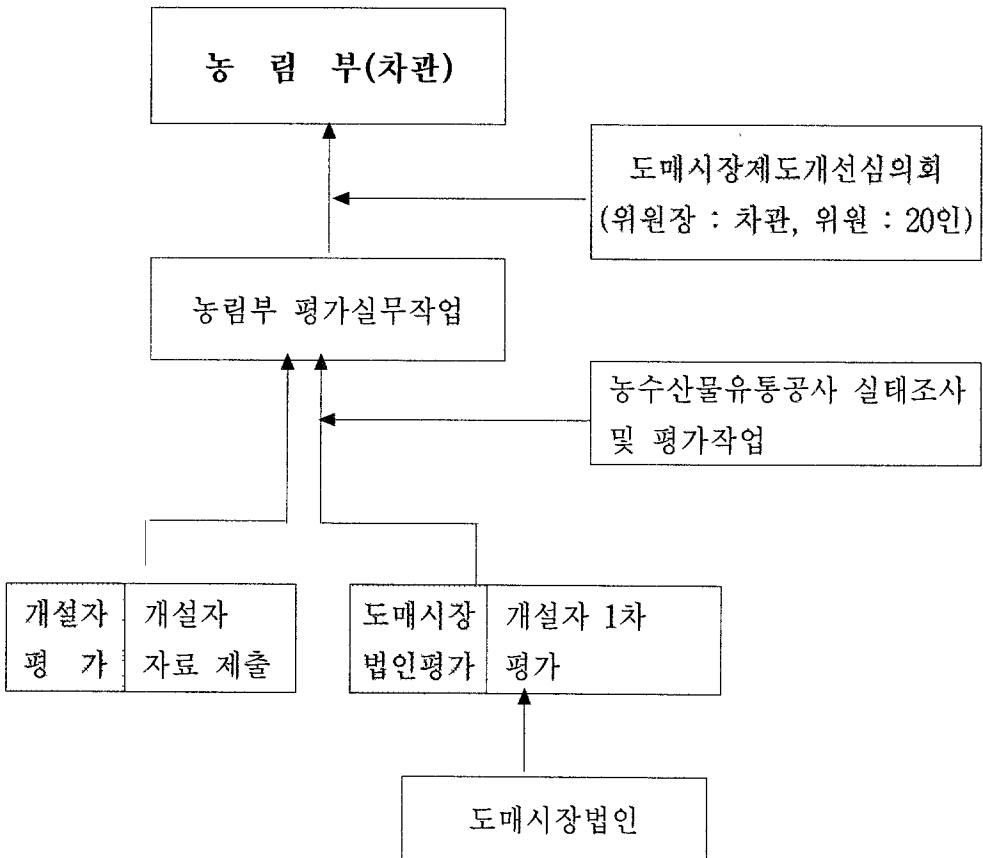 농 림 부(차관)
도매시장제도개선심의회
(위원장 : 차관, 위원 : 20인)
농림부 평가실무작업
농수산물유통공사 실태조사
및 평가작업
개설자
평 가
개설자
자료 제출
도매시장
법인평가
개설자 1차
평가
도매시장법인